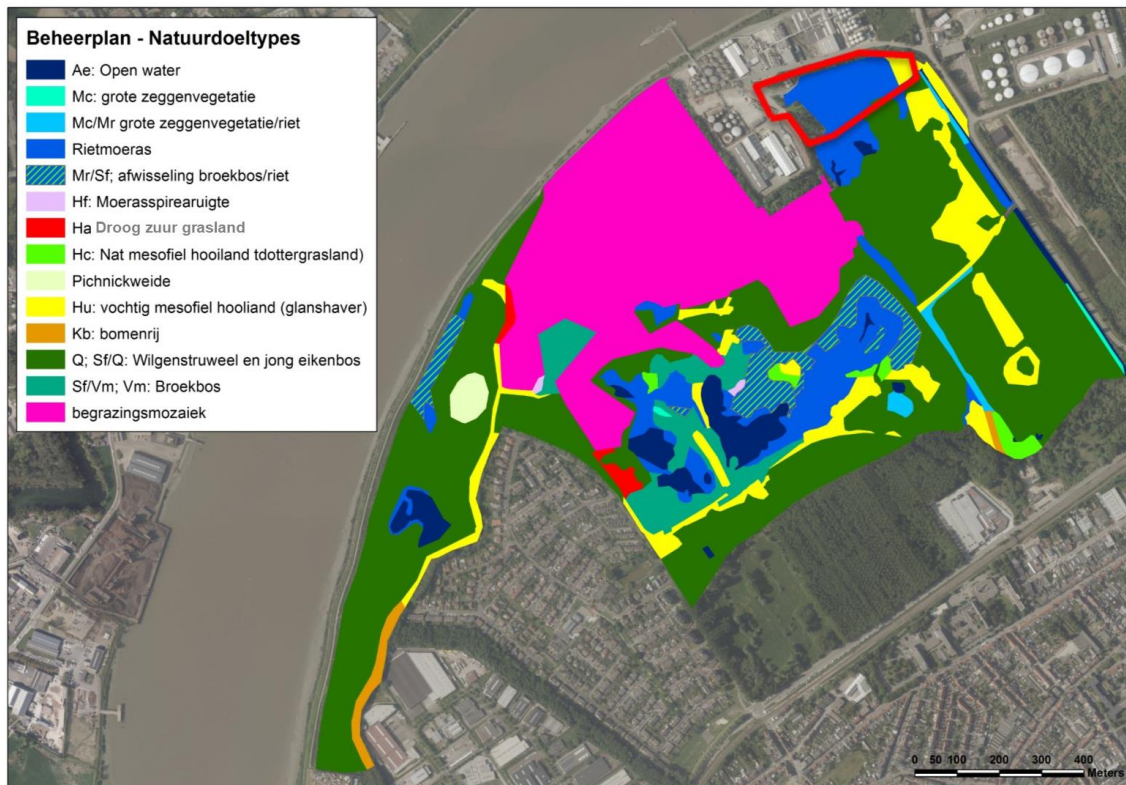 Beheerplan - Natuurdoeltypes
Ae: Open water
Mc: grote zeggenvegetatie
Mc/Mr grote zeggenvegetatie/riet
Rietmoeras
Mr/Sf; afwisseling broekbos/riet
Hf: Moerasspirearuigte
Ha Droog zuur grasland
Hc: Nat mesofiel hooiland tdottergrasland)
Pichnickweide
Hu: vochtig mesofiel hooiland (glanshaver)
Kb: bomenrij
Q; Sf/Q: Wilgenstruweel en jong eikenbos
Sf/Vm; Vm: Broekbos
begrazingsmozaiek
0 50 100 200 300 400
Meters